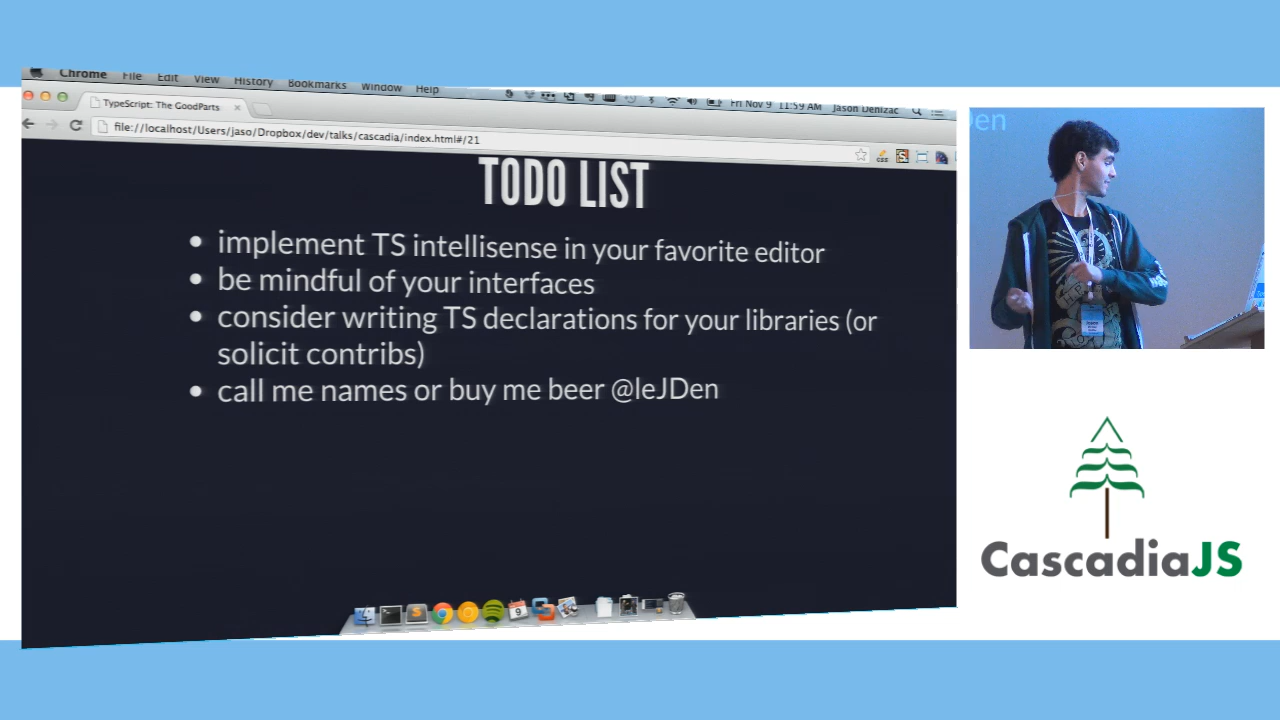 Chrome File Edit View History Bookmarks Window Help Fri Nov 9 11:59 AM Jason Denizac
TypeScript: The GoodParts
file://localhost/Users/jaso/Dropbox/dev/talks/cascadia/index.html#/21
TODO LIST
implement TS intellisense in your favorite editor
be mindful of your interfaces
consider writing TS declarations for your libraries (or
solicit contribs)
call me names or buy me beer @leJDen
Den
CascadiaJS